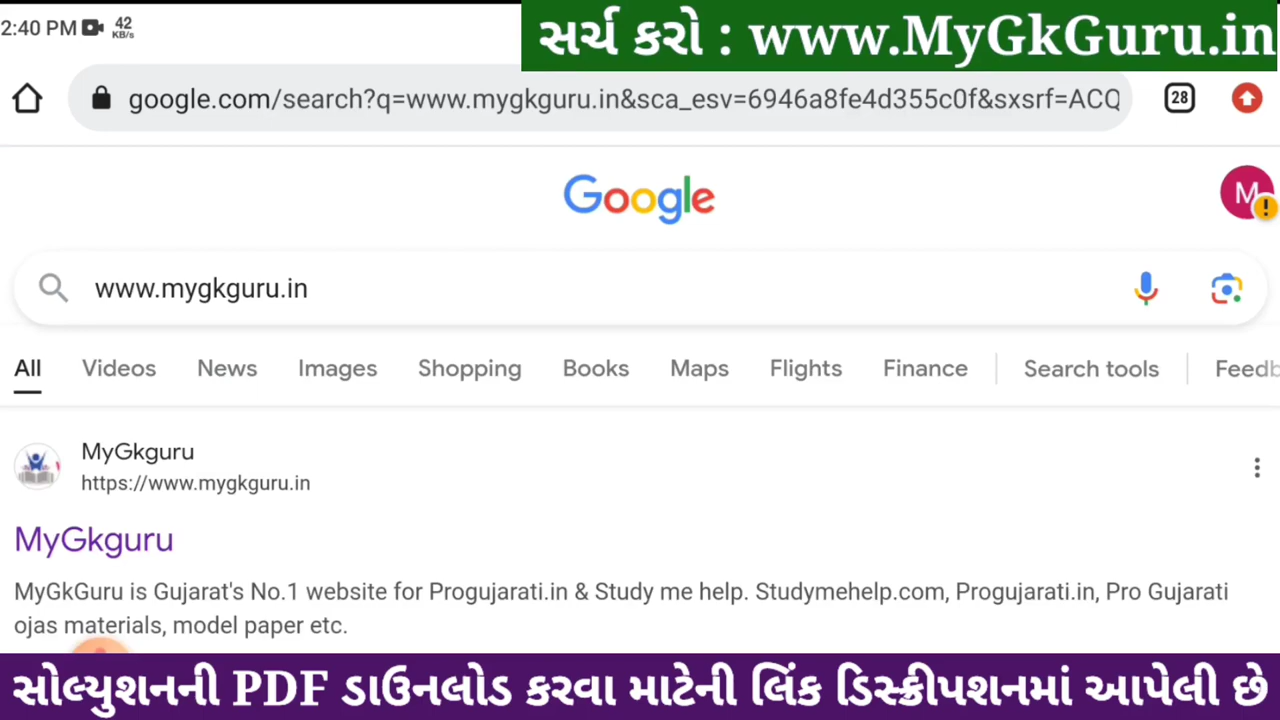 2:40 PM 42 KB/s
સર્ચ કરો : www.MyGkGuru.in
google.com/search?q=www.mygkguru.in&sca_esv=6946a8fe4d355c0f&sxsrf=ACQ
28
Google
M
www.mygkguru.in
All Videos News Images Shopping Books Maps Flights Finance Search tools Feedb
MyGkguru
https://www.mygkguru.in
MyGkguru
MyGkGuru is Gujarat's No.1 website for Progujarati.in & Study me help. Studymehelp.com, Progujarati.in, Pro Gujarati
ojas materials, model paper etc.
સોલ્યુશનની PDF ડાઉનલોડ કરવા માટેની લિંક ડિસ્ક્રીપશનમાં આપેલી છે